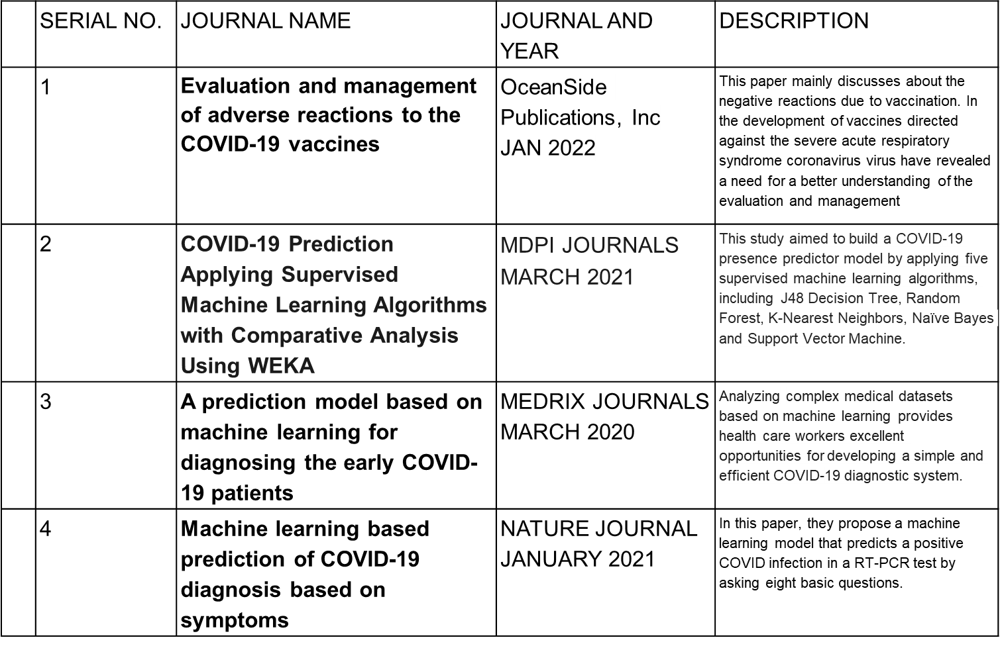 SERIAL NO. JOURNAL NAME JOURNAL AND DESCRIPTION
YEAR
1
Evaluation and management
of adverse reactions to the
COVID-19 vaccines
OceanSide
Publications, Inc
JAN 2022
This paper mainly discusses about the
negative reactions due to vaccination. In
the development of vaccines directed
against the severe acute respiratory
syndrome coronavirus virus have revealed
a need for a better understanding of the
evaluation and management
2
COVID-19 Prediction
Applying Supervised
Machine Learning Algorithms
with Comparative Analysis
Using WEKA
MDPI JOURNALS
MARCH 2021
This study aimed to build a COVID-19
presence predictor model by applying five
supervised machine learning algorithms,
including J48 Decision Tree, Random
Forest, K-Nearest Neighbors, Naïve Bayes
and Support Vector Machine.
3
A prediction model based on
machine learning for
diagnosing the early COVID-
19 patients
MEDRIX JOURNALS
MARCH 2020
Analyzing complex medical datasets
based on machine learning provides
health care workers excellent
opportunities for developing a simple and
efficient COVID-19 diagnostic system.
4
Machine learning based
prediction of COVID-19
diagnosis based on
symptoms
NATURE JOURNAL
JANUARY 2021
In this paper, they propose a machine
learning model that predicts a positive
COVID infection in a RT-PCR test by
asking eight basic questions.